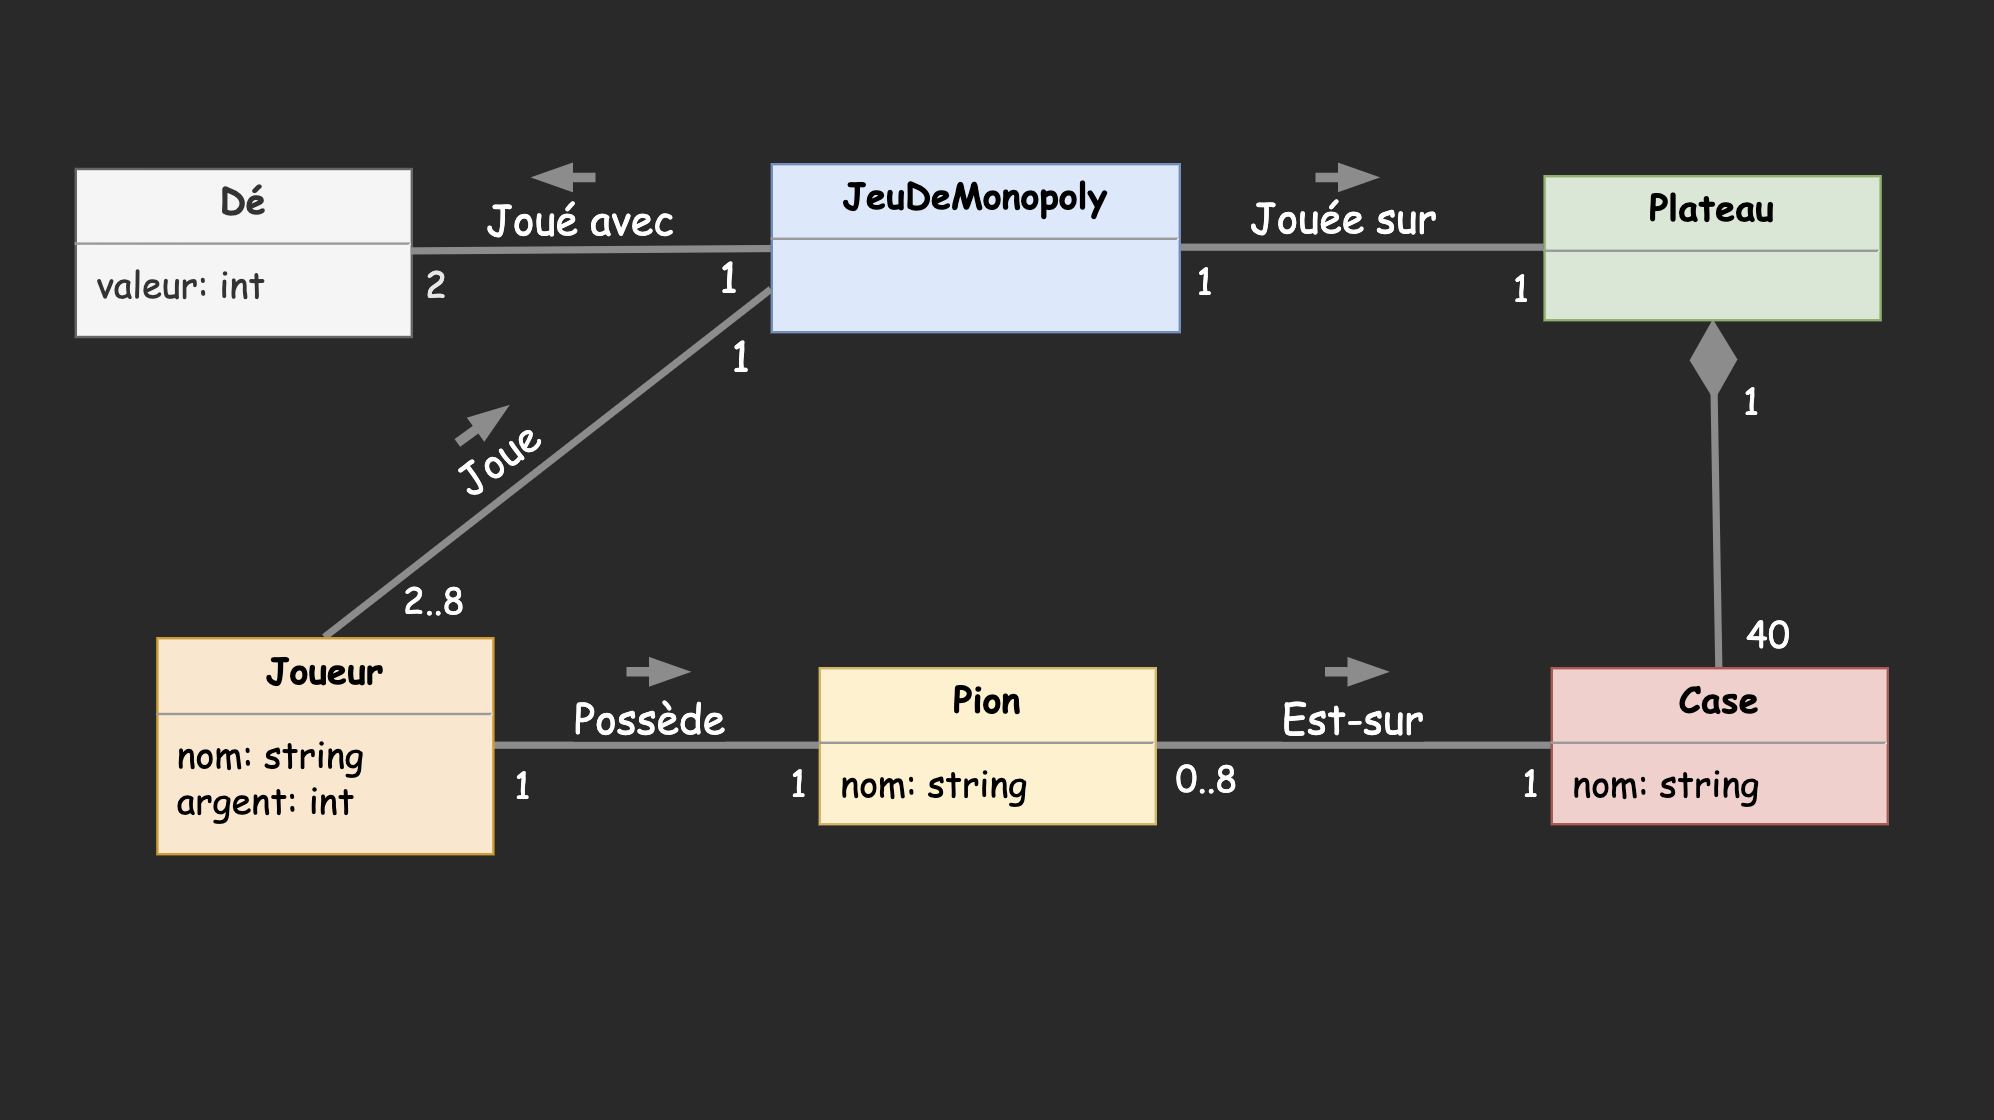 Dé
valeur: int
Joué avec
2
1
JeuDeMonopoly
Jouée sur
1
1
Plateau
1
40
1
Joue
2..8
Joueur
nom: string
argent: int
Possède
1
1
Pion
nom: string
Est-sur
0..8
1
Case
nom: string